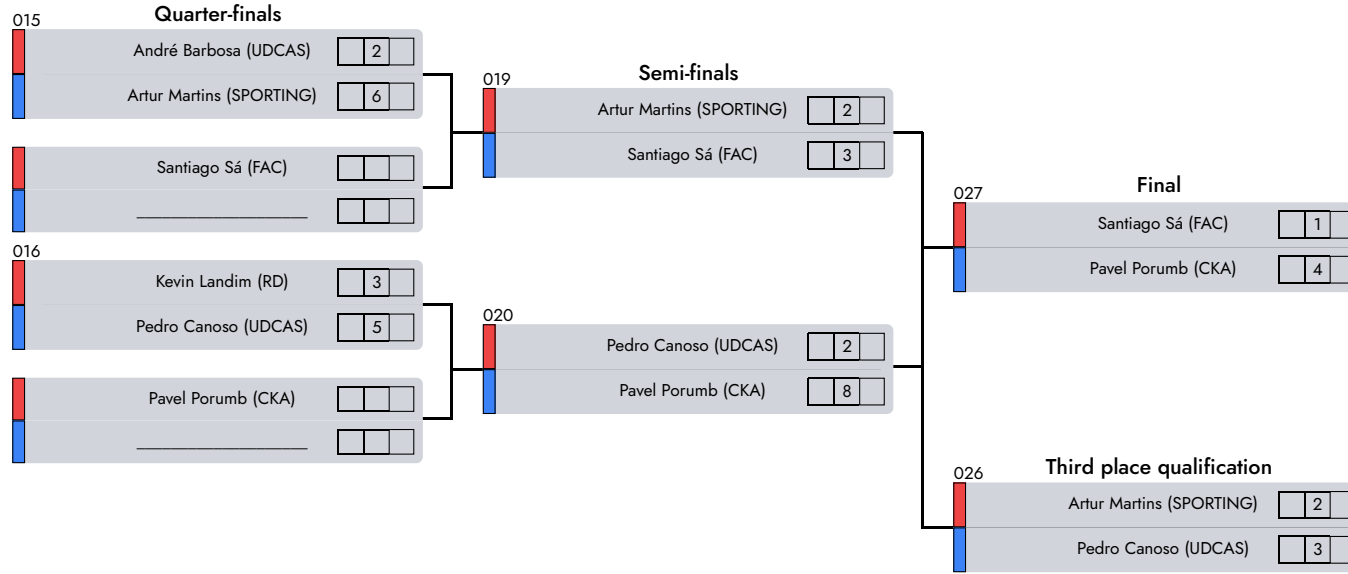 Quarter-finals
015
André Barbosa (UDCAS) 2
Artur Martins (SPORTING) 6
Santiago Sá (FAC)
____________________
016
Kevin Landim (RD) 3
Pedro Canoso (UDCAS) 5
Pavel Porumb (CKA)
____________________
Semi-finals
019
Artur Martins (SPORTING) 2
Santiago Sá (FAC) 3
020
Pedro Canoso (UDCAS) 2
Pavel Porumb (CKA) 8
Final
027
Santiago Sá (FAC) 1
Pavel Porumb (CKA) 4
Third place qualification
026
Artur Martins (SPORTING) 2
Pedro Canoso (UDCAS) 3